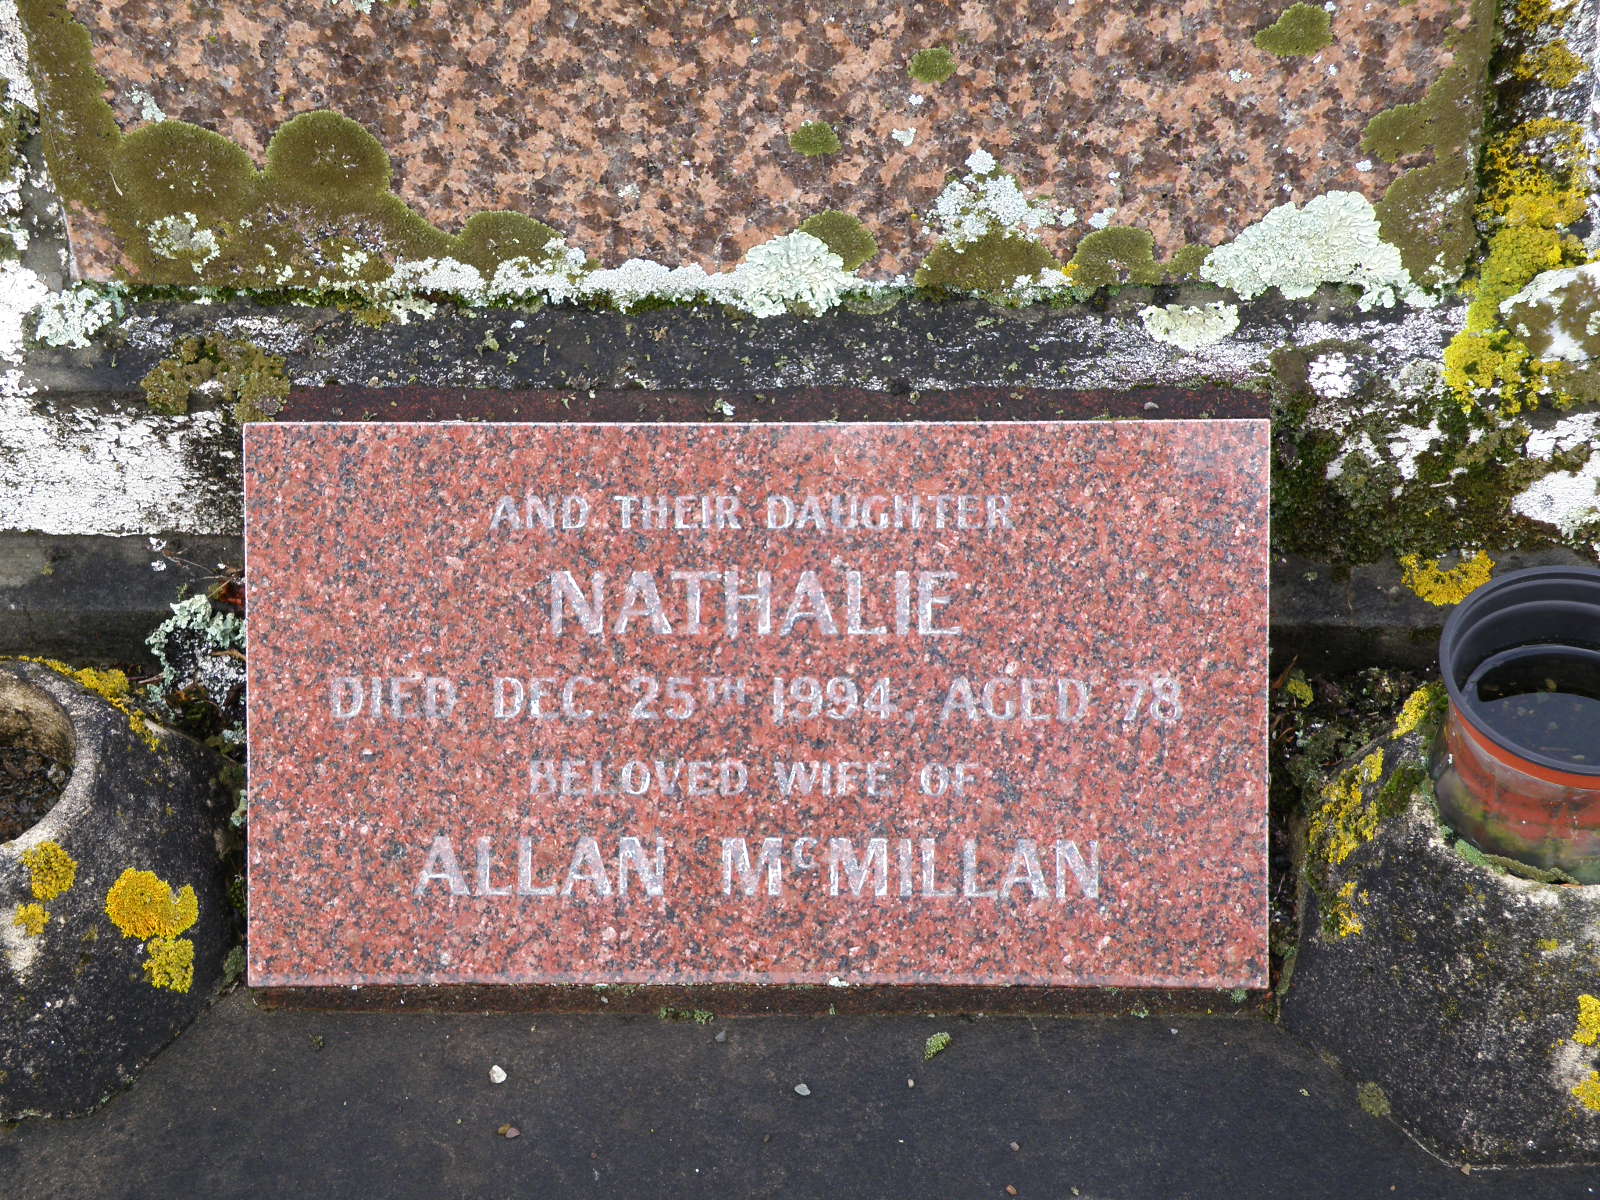 AND THEIR DAUGHTER
NATHALIE
DIED DEC. 25TH 1994. AGED 78
BELOVED WIFE OF
ALLAN McMILLAN